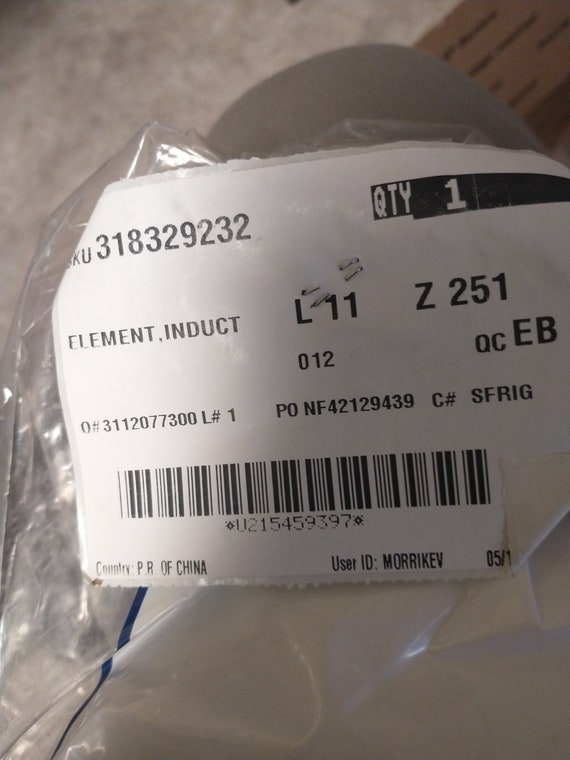 QTY 1
SKU 318329232
L 11 Z 251
ELEMENT,INDUCT
012 QC EB
O# 3112077300 L# 1 PO NF42129439 C# SFRIG
*U215459397*
Country: P.R. OF CHINA User ID: MORRIKEV 05/1